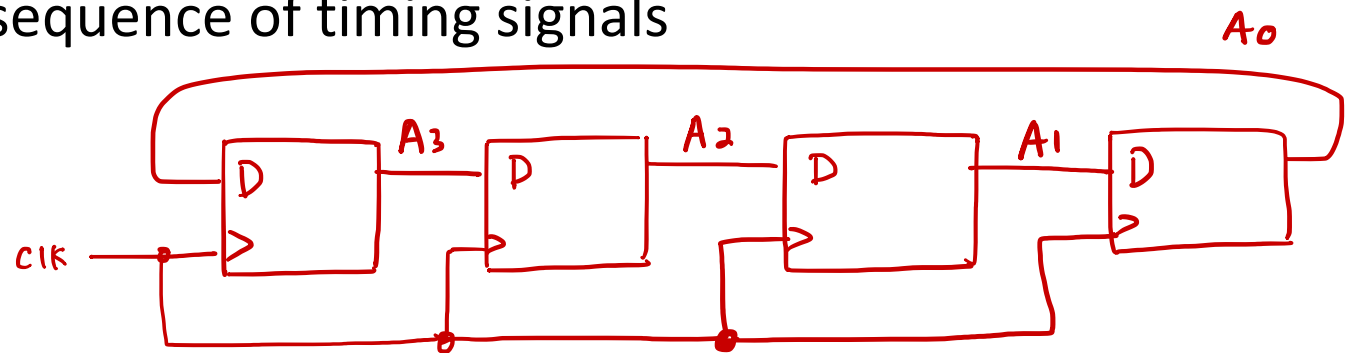 sequence of timing signals
A0
A3 A2 A1
D D D D
Clk